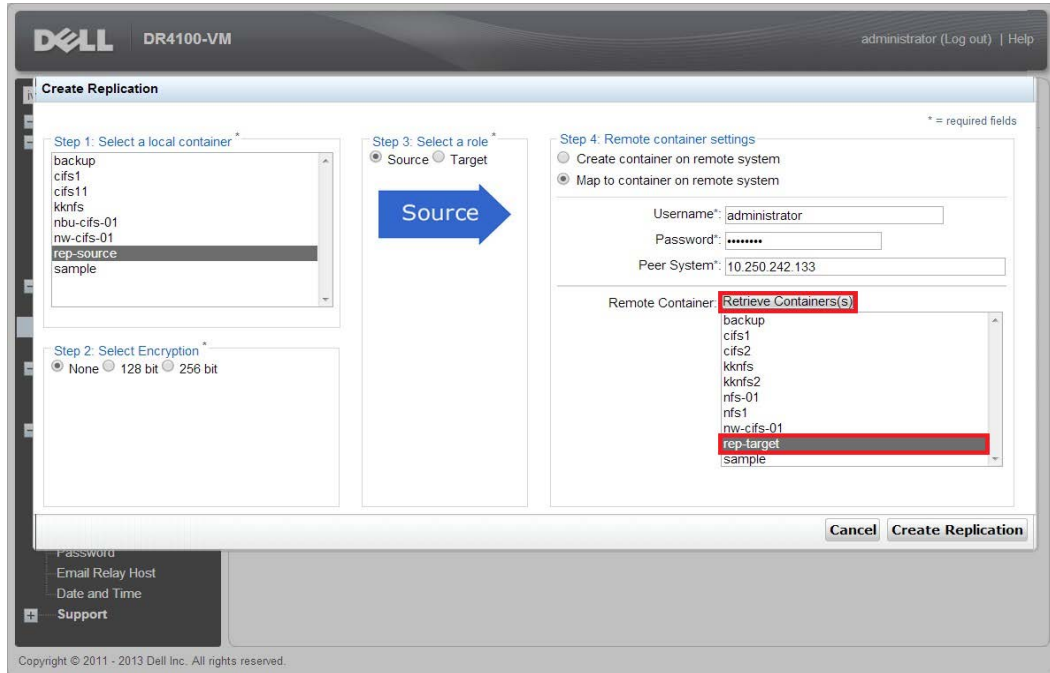 DELL DR4100-VM administrator (Log out) | Help
Create Replication
* = required fields
Step 1: Select a local container *
backup
cifs1
cifs11
kknfs
nbu-cifs-01
nw-cifs-01
rep-source
sample
Step 2: Select Encryption *
None 128 bit 256 bit
Step 3: Select a role *
Source Target
Source
Step 4: Remote container settings
Create container on remote system
Map to container on remote system
Username*: administrator
Password*: ••••••••
Peer System*: 10.250.242.133
Remote Container: Retrieve Containers(s)
backup
cifs1
cifs2
kknfs
kknfs2
nfs-01
nfs1
nw-cifs-01
rep-target
sample
Cancel Create Replication
Password
Email Relay Host
Date and Time
Support
Copyright © 2011 - 2013 Dell Inc. All rights reserved.